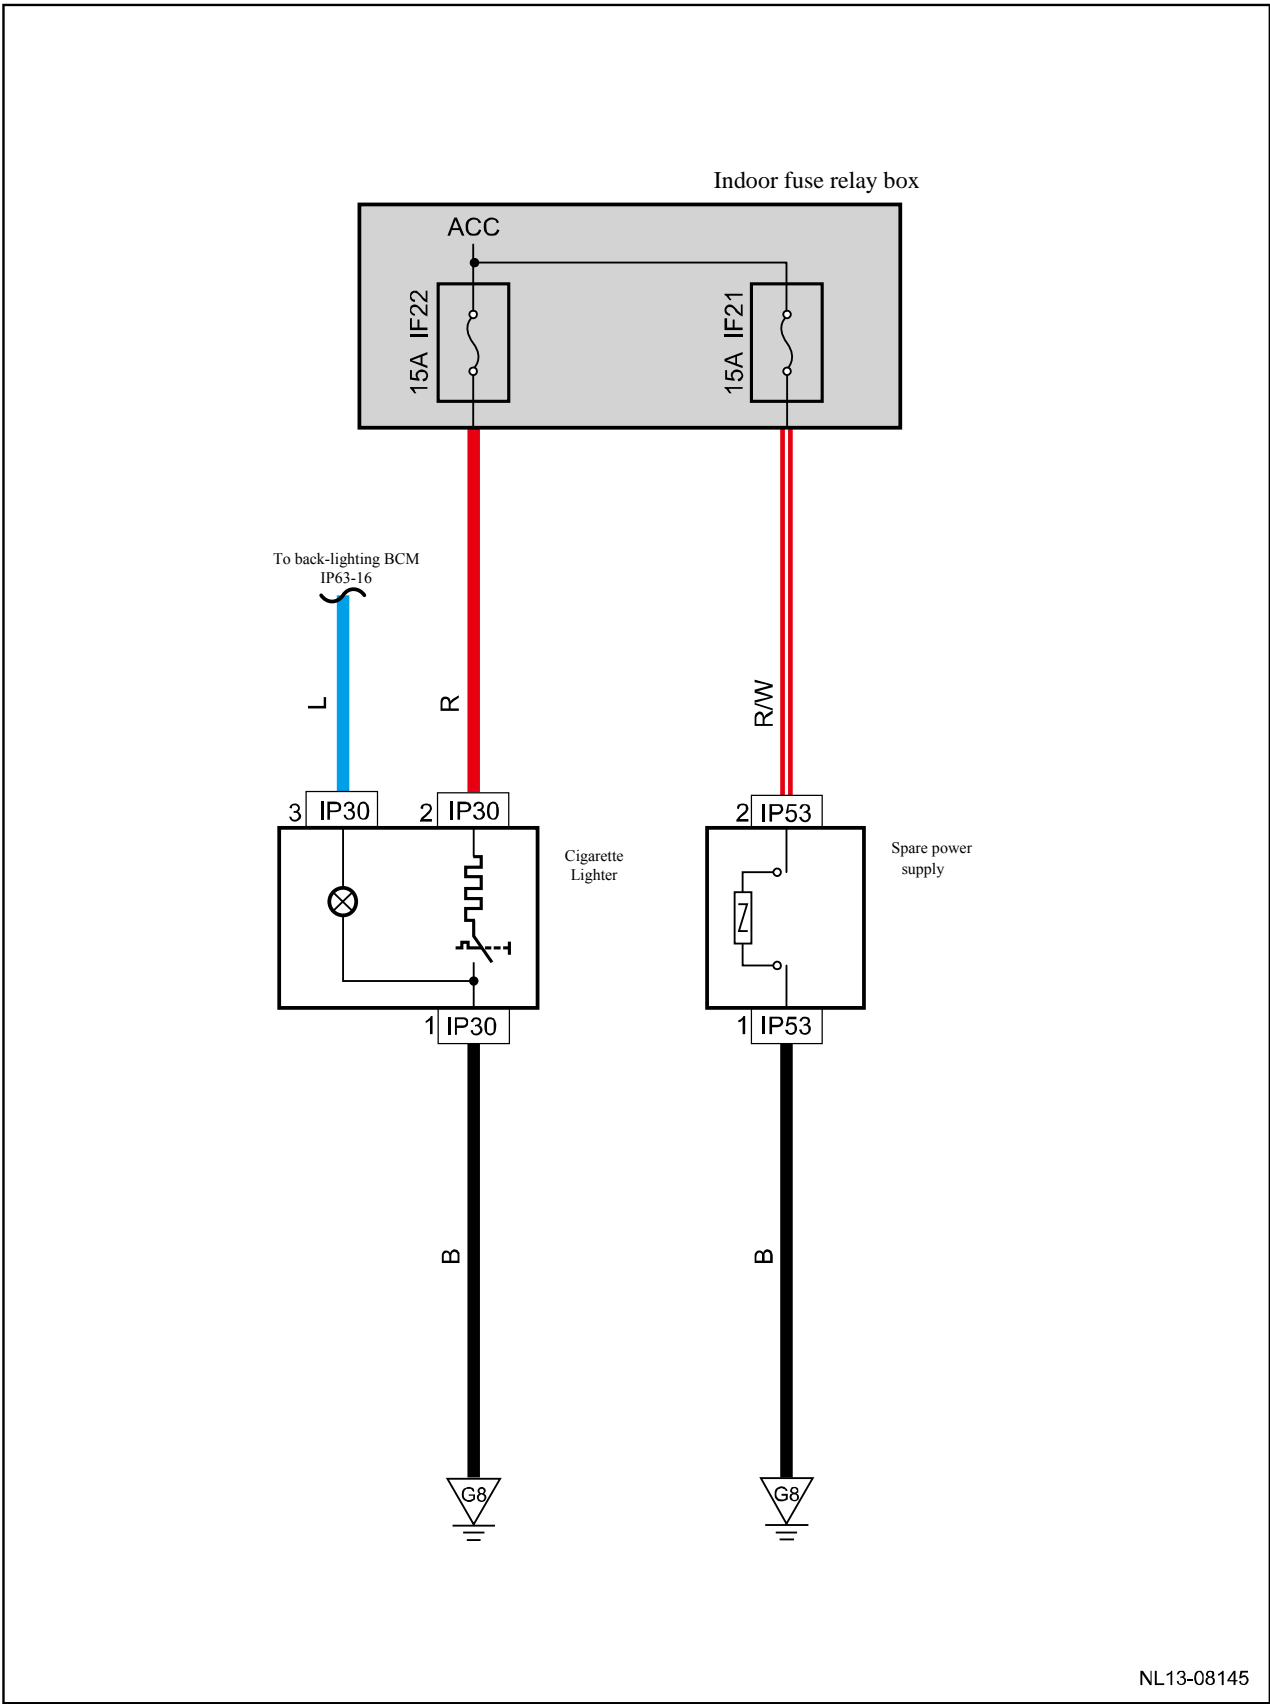 Indoor fuse relay box
ACC
15A IF22
15A IF21
To back-lighting BCM
IP63-16
L
R
R/W
3 IP30
2 IP30
2 IP53
Cigarette
Lighter
Spare power
supply
1 IP30
1 IP53
B
B
G8
G8
NL13-08145